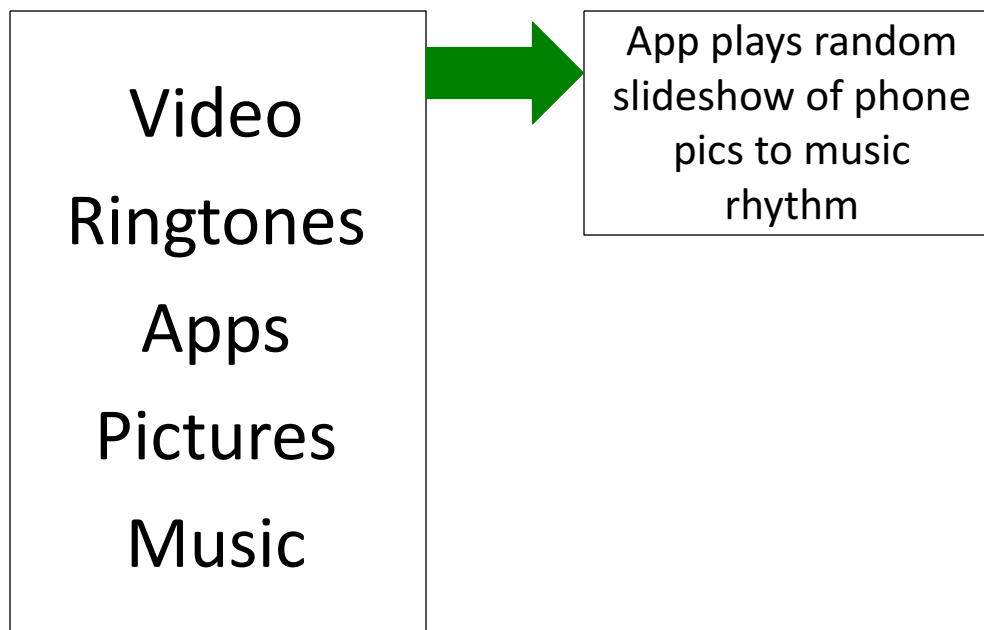 Video
Ringtones
Apps
Pictures
Music
App plays random
slideshow of phone
pics to music
rhythm